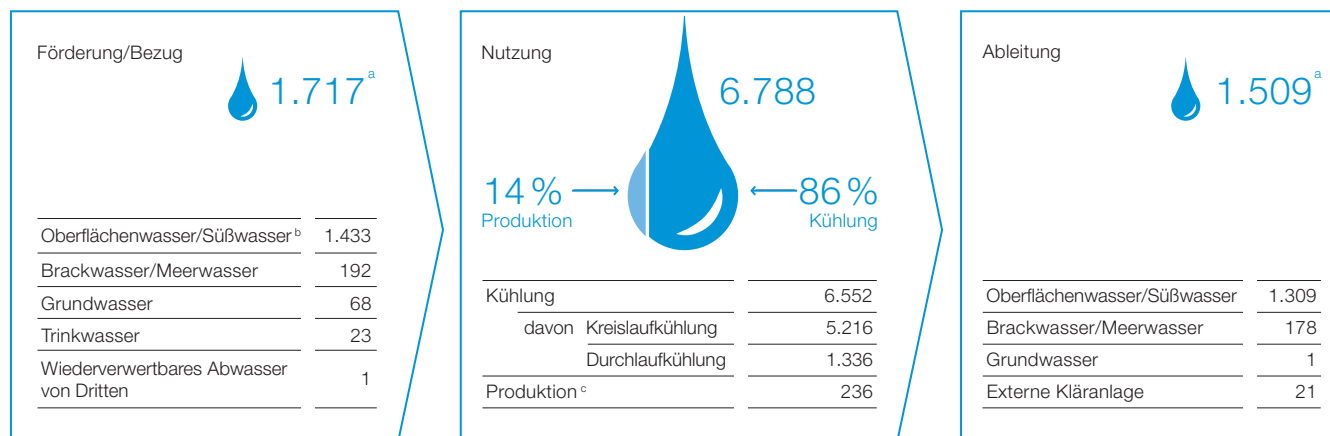 Förderung/Bezug
1.717 a
Oberflächenwasser/Süßwasser b 1.433
Brackwasser/Meerwasser 192
Grundwasser 68
Trinkwasser 23
Wiederverwertbares Abwasser
von Dritten 1
Nutzung
6.788
14 %
Produktion
86 %
Kühlung
Kühlung 6.552
davon Kreislaufkühlung 5.216
Durchlaufkühlung 1.336
Produktion c 236
Ableitung
1.509 a
Oberflächenwasser/Süßwasser 1.309
Brackwasser/Meerwasser 178
Grundwasser 1
Externe Kläranlage 21